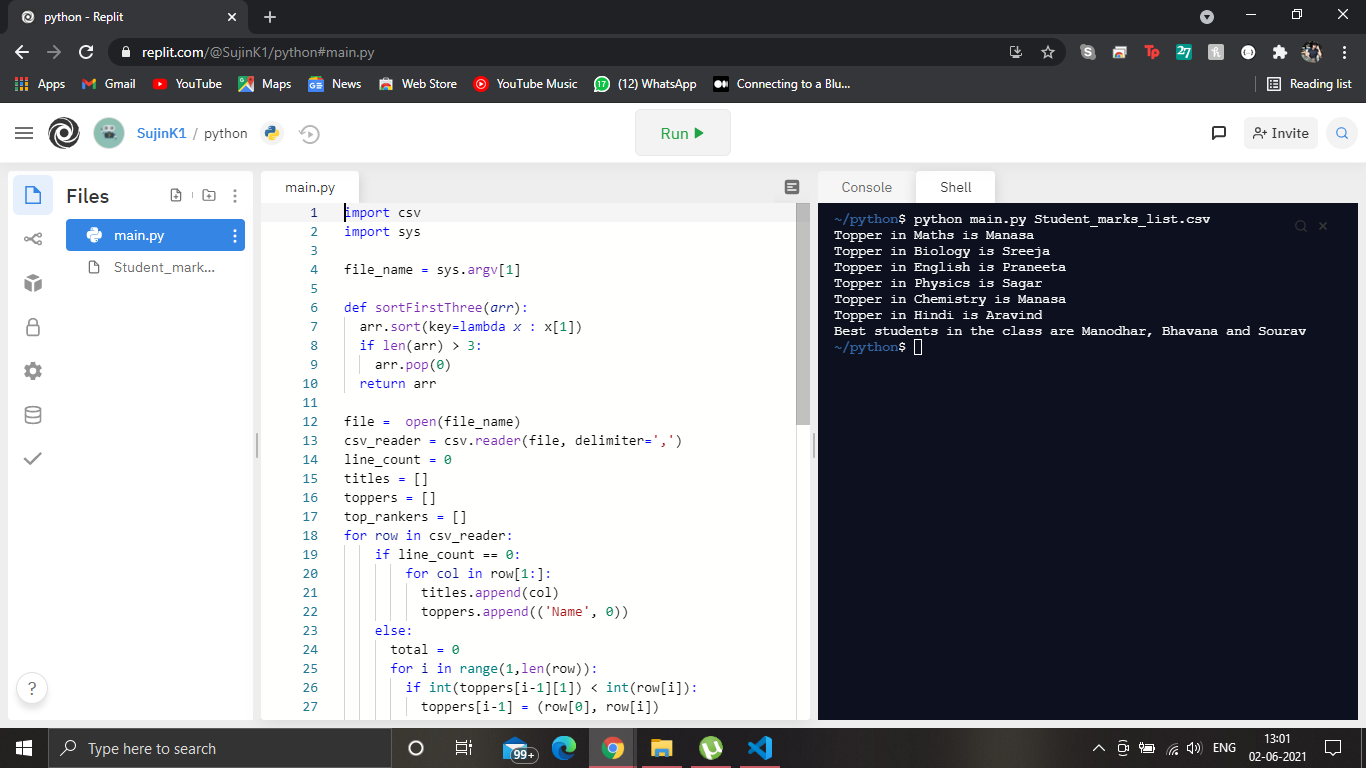 python - Replit
replit.com/@SujinK1/python#main.py
Tp 27
Apps Gmail YouTube Maps News Web Store YouTube Music (12) WhatsApp Connecting to a Blu... Reading list
SujinK1 / python Run Invite
Files
main.py
Student_mark...
main.py
1 import csv
2 import sys
3
4 file_name = sys.argv[1]
5
6 def sortFirstThree(arr):
7 arr.sort(key=lambda x : x[1])
8 if len(arr) > 3:
9 arr.pop(0)
10 return arr
11
12 file =  open(file_name)
13 csv_reader = csv.reader(file, delimiter=',')
14 line_count = 0
15 titles = []
16 toppers = []
17 top_rankers = []
18 for row in csv_reader:
19 if line_count == 0:
20 for col in row[1:]:
21 titles.append(col)
22 toppers.append(('Name', 0))
23 else:
24 total = 0
25 for i in range(1,len(row)):
26 if int(toppers[i-1][1]) < int(row[i]):
27 toppers[i-1] = (row[0], row[i])
Console Shell
~/python$ python main.py Student_marks_list.csv
Topper in Maths is Manasa
Topper in Biology is Sreeja
Topper in English is Praneeta
Topper in Physics is Sagar
Topper in Chemistry is Manasa
Topper in Hindi is Aravind
Best students in the class are Manodhar, Bhavana and Sourav
~/python$
?
Type here to search
99+
ENG
13:01
02-06-2021